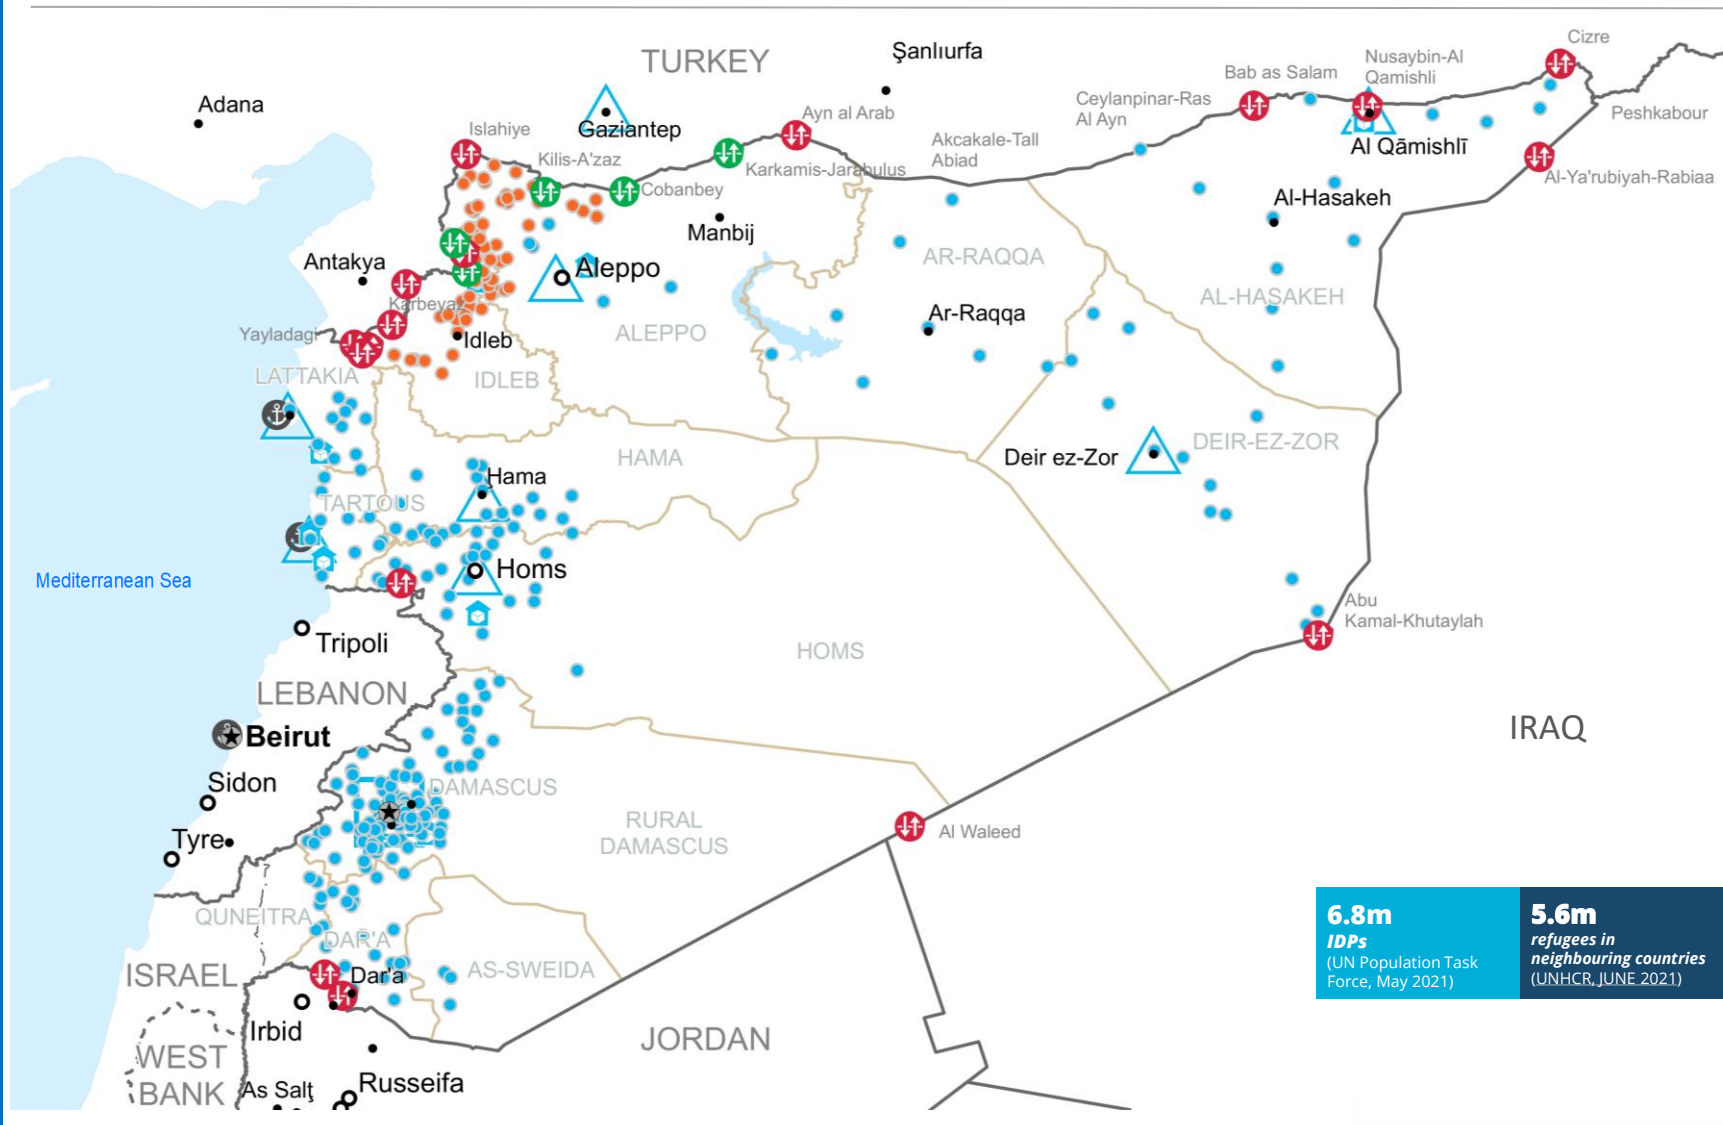 TURKEY
Şanlıurfa
Adana
Gaziantep
Islahiye
Kilis-A'zaz
Ayn al Arab
Karkamis-Jarabulus
Cobanbey
Akcakale-Tall
Abiad
Ceylanpinar-Ras
Al Ayn
Bab as Salam
Nusaybin-Al
Qamishli
Cizre
Peshkabour
Al Qāmishlī
Al-Ya'rubiyah-Rabiaa
Al-Hasakeh
Manbij
Antakya
Aleppo
AR-RAQQA
AL-HASAKEH
Karbeyaz
Yayladagi
Idleb
ALEPPO
Ar-Raqqa
LATTAKIA
IDLEB
HAMA
Deir ez-Zor
DEIR-EZ-ZOR
Hama
TARTOUS
Homs
Mediterranean Sea
Abu
Kamal-Khutaylah
Tripoli
HOMS
LEBANON
Beirut
IRAQ
Sidon
DAMASCUS
Tyre
RURAL
DAMASCUS
Al Waleed
QUNEITRA
DAR'A
AS-SWEIDA
ISRAEL
Dar'a
Irbid
JORDAN
WEST
BANK
As Salţ
Russeifa
6.8m
IDPs
(UN Population Task
Force, May 2021)
5.6m
refugees in
neighbouring countries
(UNHCR, JUNE 2021)